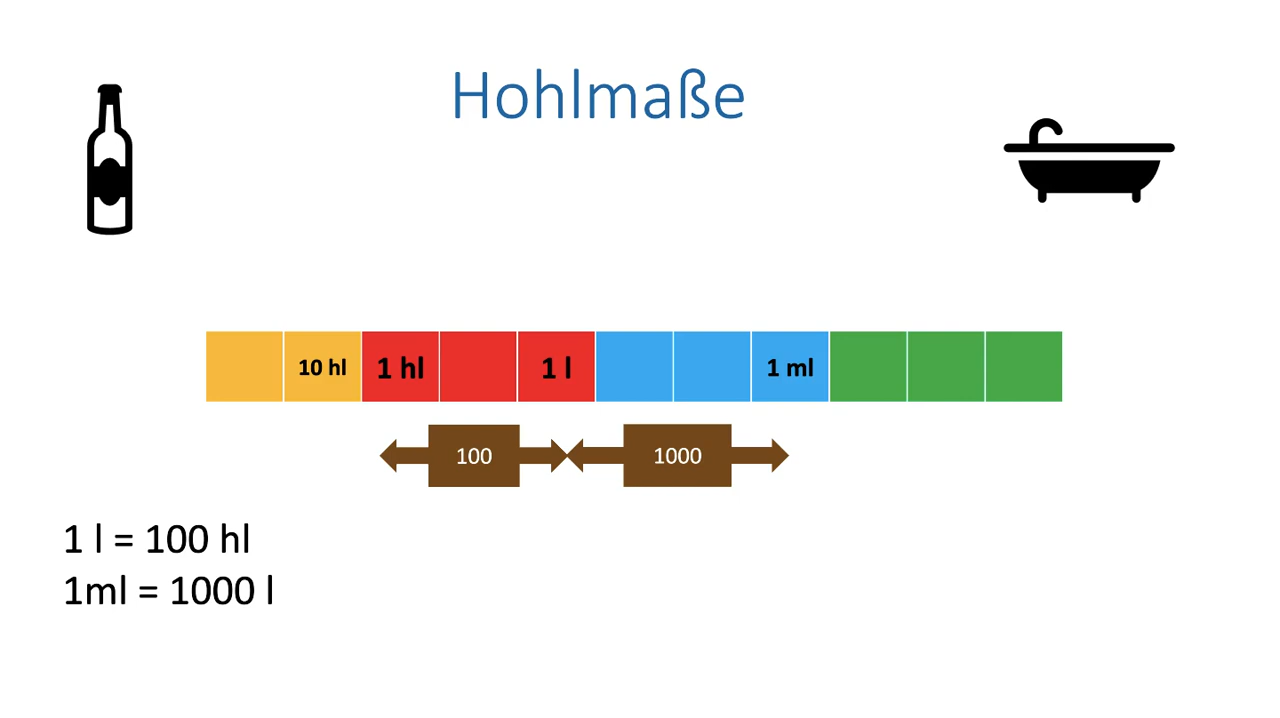 Hohlmaße
10 hl 1 hl 1 l 1 ml
100 1000
1 l = 100 hl
1ml = 1000 l